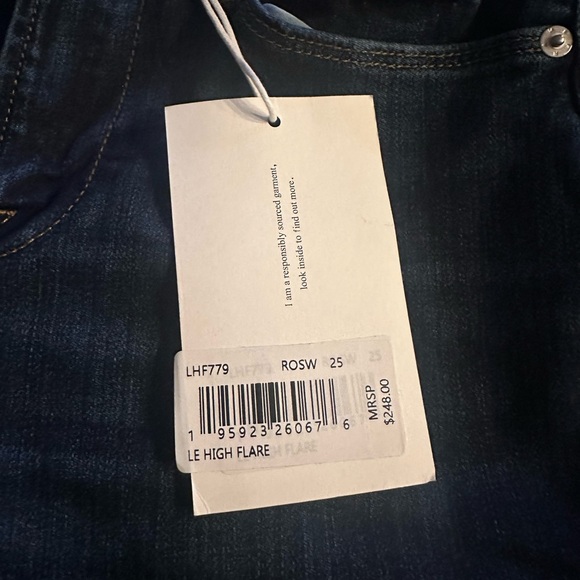 I am a responsibly sourced garment,
look inside to find out more.
LHF779 ROSW 25
1 95923 26067 6
MRSP
$248.00
LE HIGH FLARE